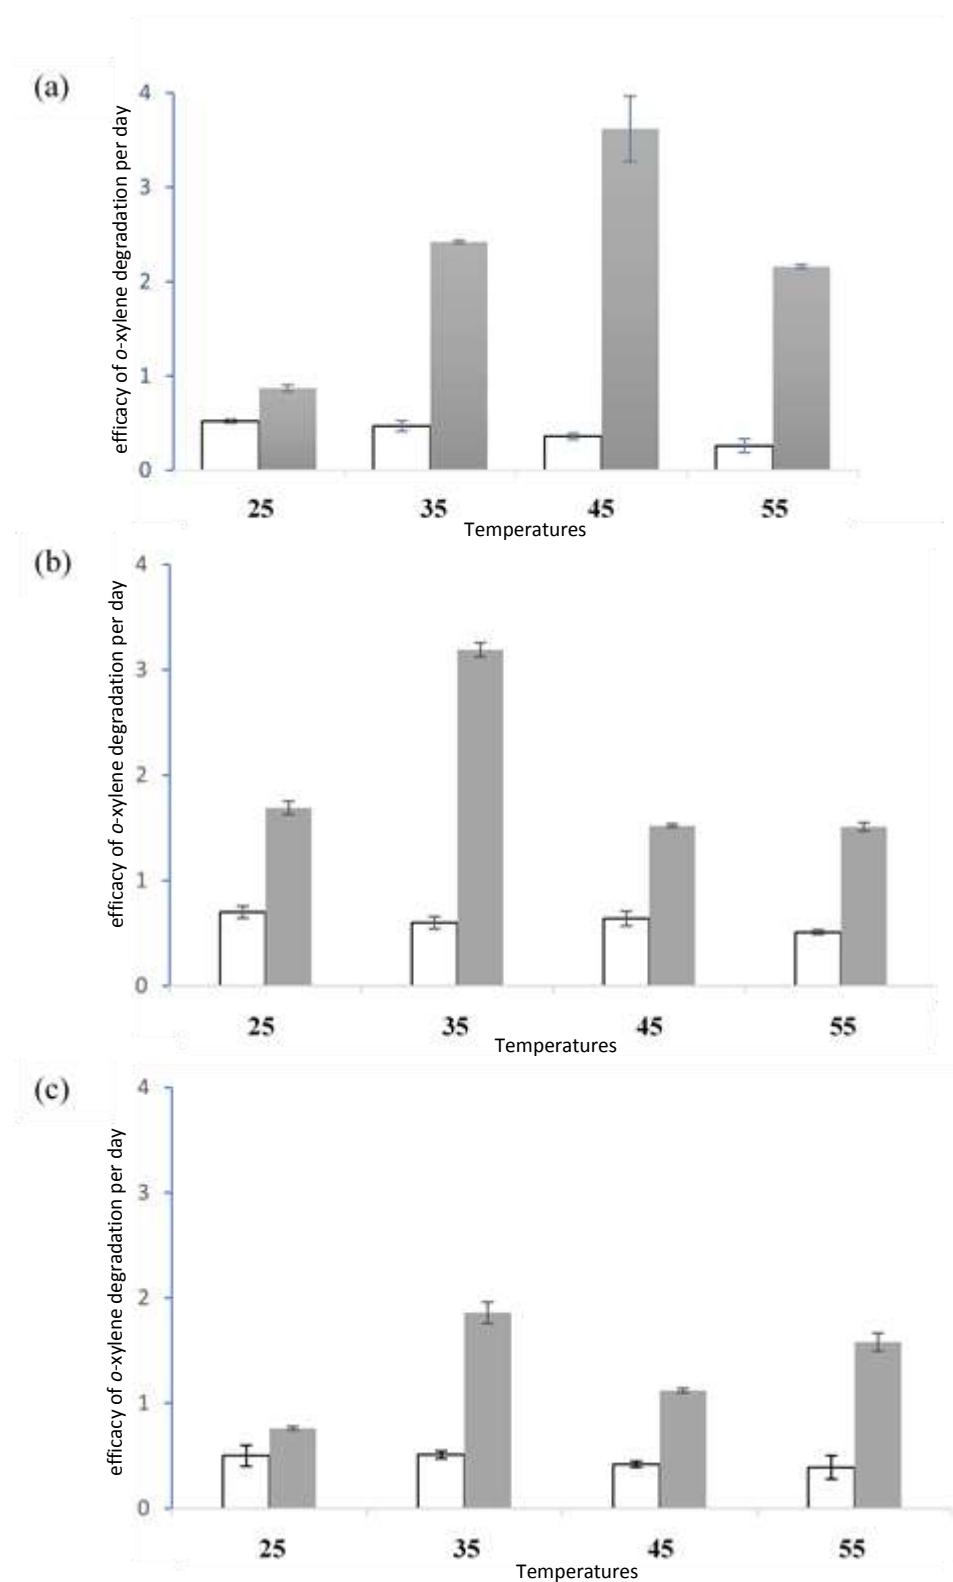 (a)
efficacy of o-xylene degradation per day
4
3
2
1
0
25 35 45 55
Temperatures
(b)
efficacy of o-xylene degradation per day
4
3
2
1
0
25 35 45 55
Temperatures
(c)
efficacy of o-xylene degradation per day
4
3
2
1
0
25 35 45 55
Temperatures